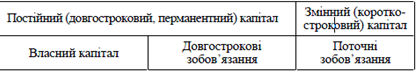 Постійний (довгостроковий, перманентний) капітал
Змінний (коротко-
строковий) капітал
Власний капітал
Довгострокові
зобов’язання
Поточні
зобов’язання